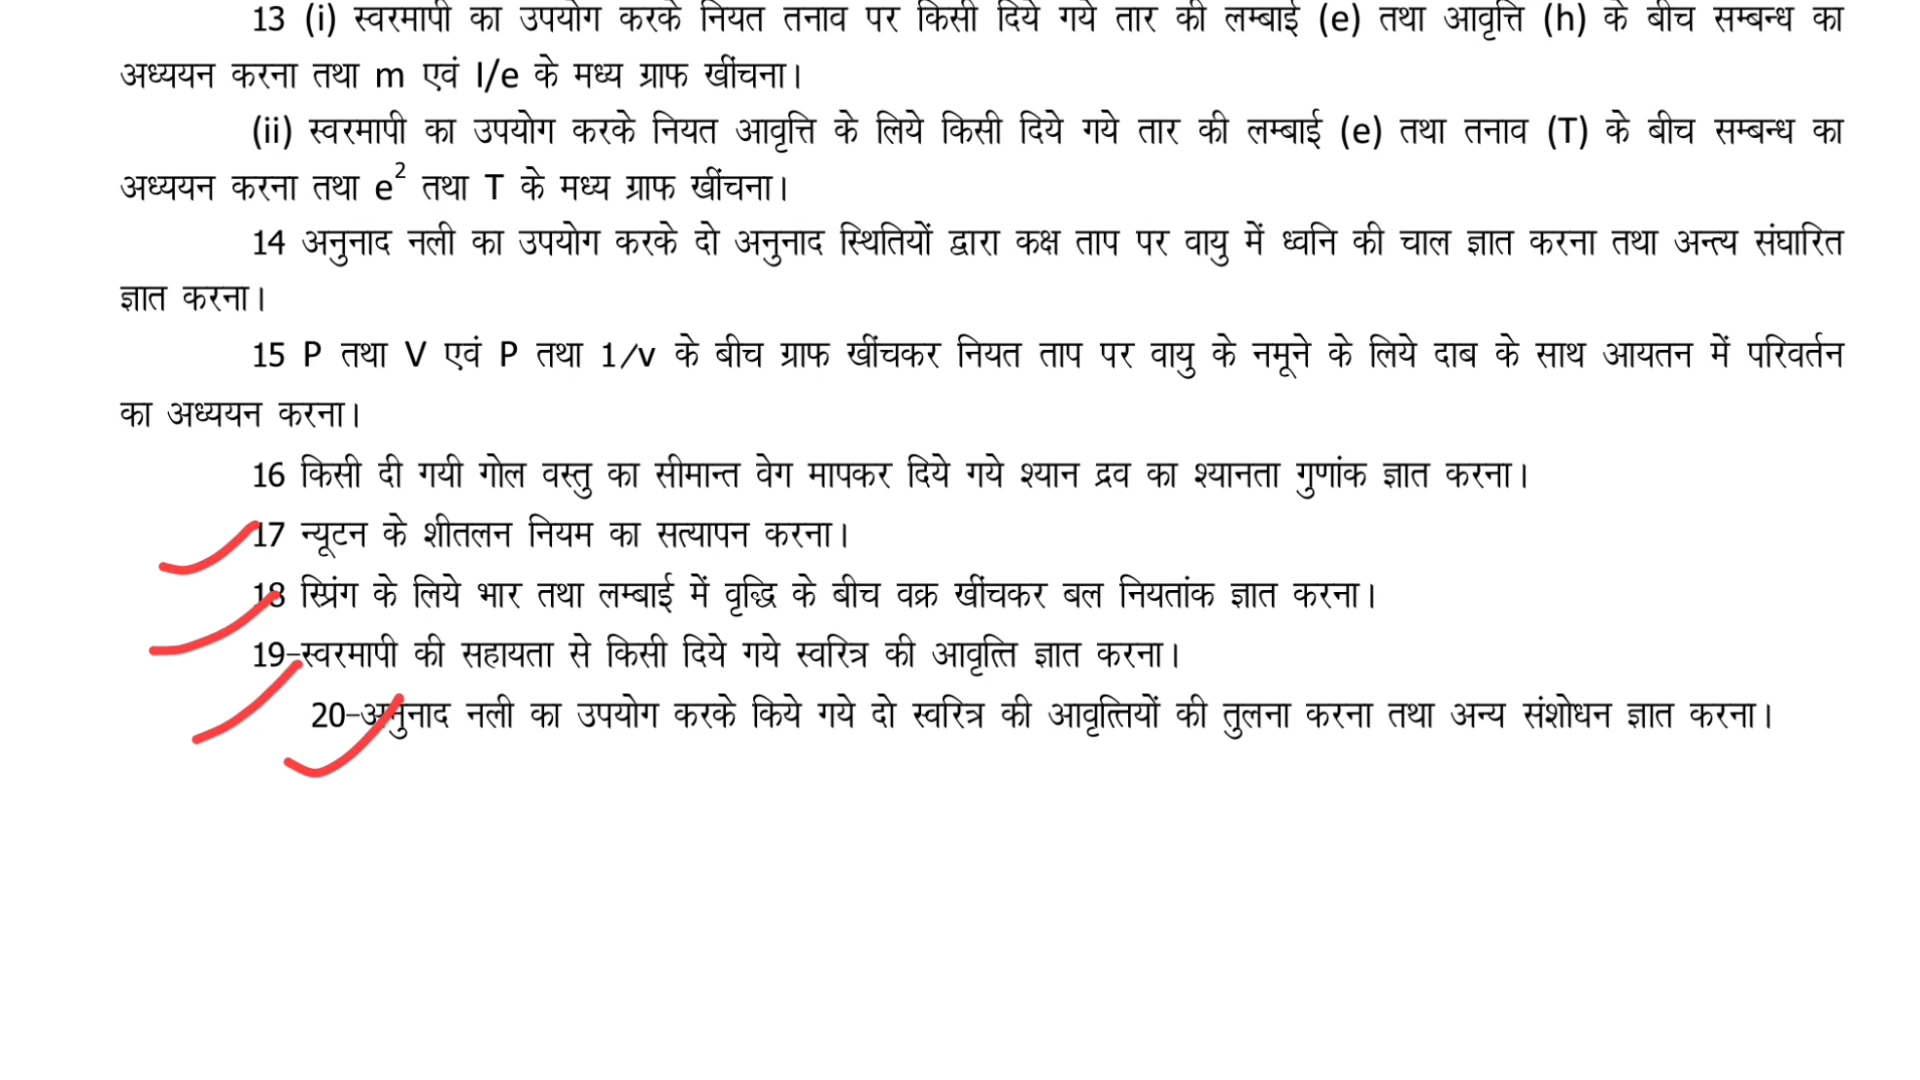 13 (i) स्वरमापी का उपयोग करके नियत तनाव पर किसी दिये गये तार की लम्बाई (e) तथा आवृत्ति (h) के बीच सम्बन्ध का
अध्ययन करना तथा m एवं I/e के मध्य ग्राफ खींचना।
(ii) स्वरमापी का उपयोग करके नियत आवृत्ति के लिये किसी दिये गये तार की लम्बाई (e) तथा तनाव (T) के बीच सम्बन्ध का
अध्ययन करना तथा e² तथा T के मध्य ग्राफ खींचना।
14 अनुनाद नली का उपयोग करके दो अनुनाद स्थितियों द्वारा कक्ष ताप पर वायु में ध्वनि की चाल ज्ञात करना तथा अन्त्य संघारित
ज्ञात करना।
15 P तथा V एवं P तथा 1/v के बीच ग्राफ खींचकर नियत ताप पर वायु के नमूने के लिये दाब के साथ आयतन में परिवर्तन
का अध्ययन करना।
16 किसी दी गयी गोल वस्तु का सीमान्त वेग मापकर दिये गये श्यान द्रव का श्यानता गुणांक ज्ञात करना।
17 न्यूटन के शीतलन नियम का सत्यापन करना।
18 स्प्रिंग के लिये भार तथा लम्बाई में वृद्धि के बीच वक्र खींचकर बल नियतांक ज्ञात करना।
19-स्वरमापी की सहायता से किसी दिये गये स्वरित्र की आवृत्ति ज्ञात करना।
20-अनुनाद नली का उपयोग करके किये गये दो स्वरित्र की आवृत्तियों की तुलना करना तथा अन्य संशोधन ज्ञात करना।